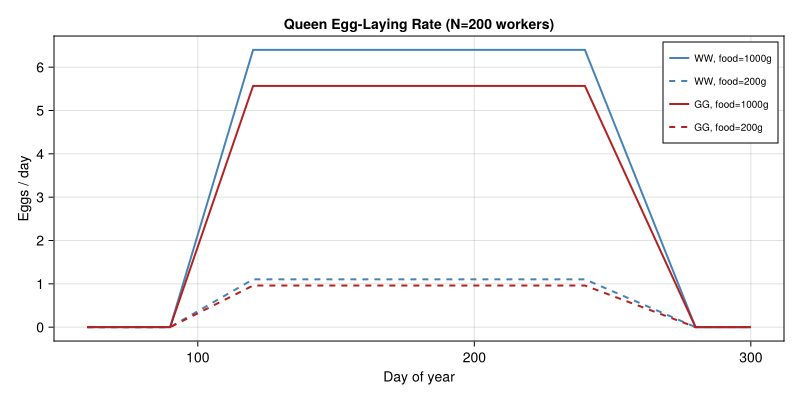 Queen Egg-Laying Rate (N=200 workers)
Eggs / day
6
5
4
3
2
1
0
WW, food=1000g
WW, food=200g
GG, food=1000g
GG, food=200g
100
200
300
Day of year